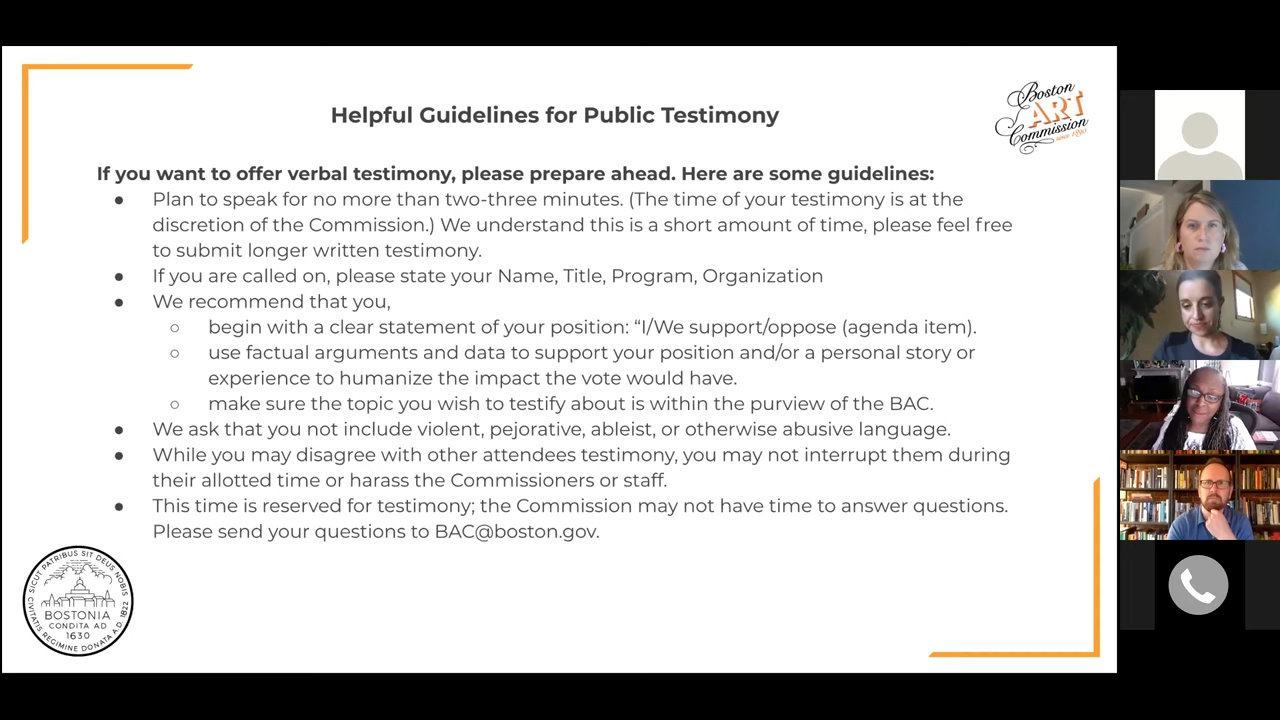 Helpful Guidelines for Public Testimony
Boston
ART
Commission
since 1890
If you want to offer verbal testimony, please prepare ahead. Here are some guidelines:
● Plan to speak for no more than two-three minutes. (The time of your testimony is at the
discretion of the Commission.) We understand this is a short amount of time, please feel free
to submit longer written testimony.
● If you are called on, please state your Name, Title, Program, Organization
● We recommend that you,
○ begin with a clear statement of your position: “I/We support/oppose (agenda item).
○ use factual arguments and data to support your position and/or a personal story or
experience to humanize the impact the vote would have.
○ make sure the topic you wish to testify about is within the purview of the BAC.
● We ask that you not include violent, pejorative, ableist, or otherwise abusive language.
● While you may disagree with other attendees testimony, you may not interrupt them during
their allotted time or harass the Commissioners or staff.
● This time is reserved for testimony; the Commission may not have time to answer questions.
Please send your questions to BAC@boston.gov.
SICUT PATRIBUS SIT DEUS NOBIS
BOSTONIA
CONDITA AD
1630
CIVITATIS REGIMINE DONATA A.D. 1822